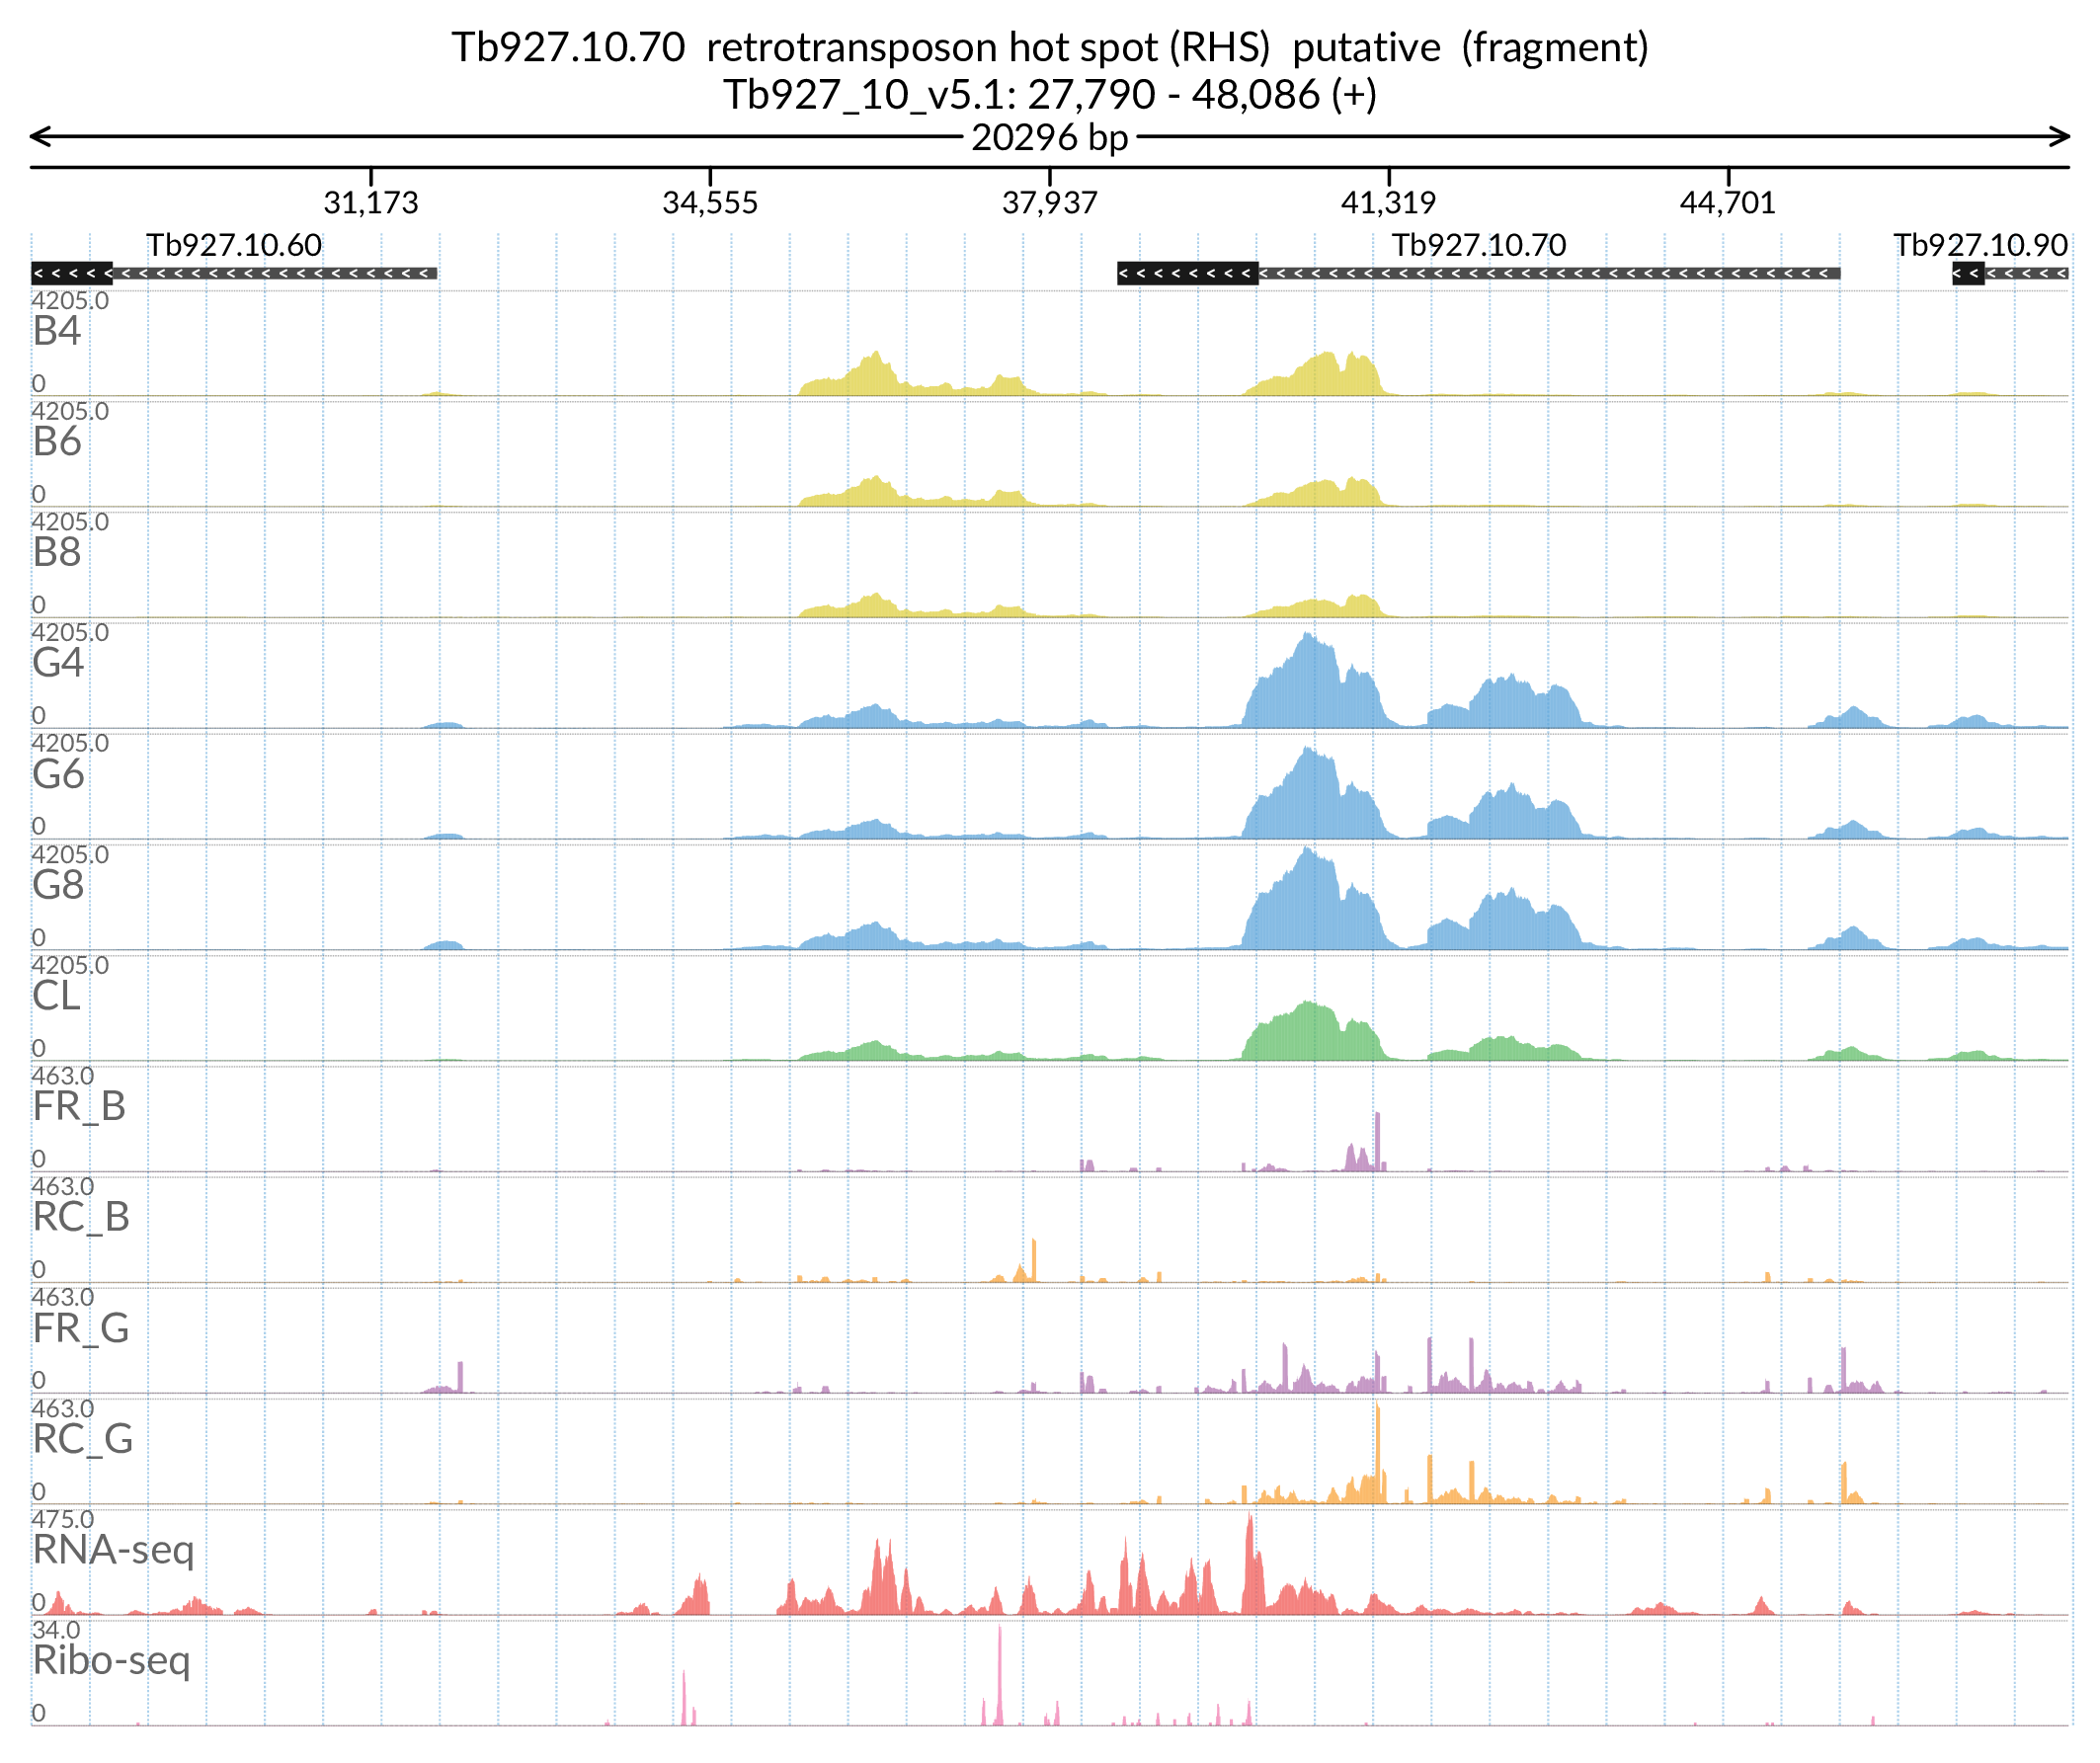 Tb927.10.70 retrotransposon hot spot (RHS) putative (fragment)
Tb927_10_v5.1: 27,790 - 48,086 (+)
20296 bp
31,173 34,555 37,937 41,319 44,701
Tb927.10.60 Tb927.10.70 Tb927.10.90
4205.0
B4
0
4205.0
B6
0
4205.0
B8
0
4205.0
G4
0
4205.0
G6
0
4205.0
G8
0
4205.0
CL
0
463.0
FR_B
0
463.0
RC_B
0
463.0
FR_G
0
463.0
RC_G
0
475.0
RNA-seq
0
34.0
Ribo-seq
0